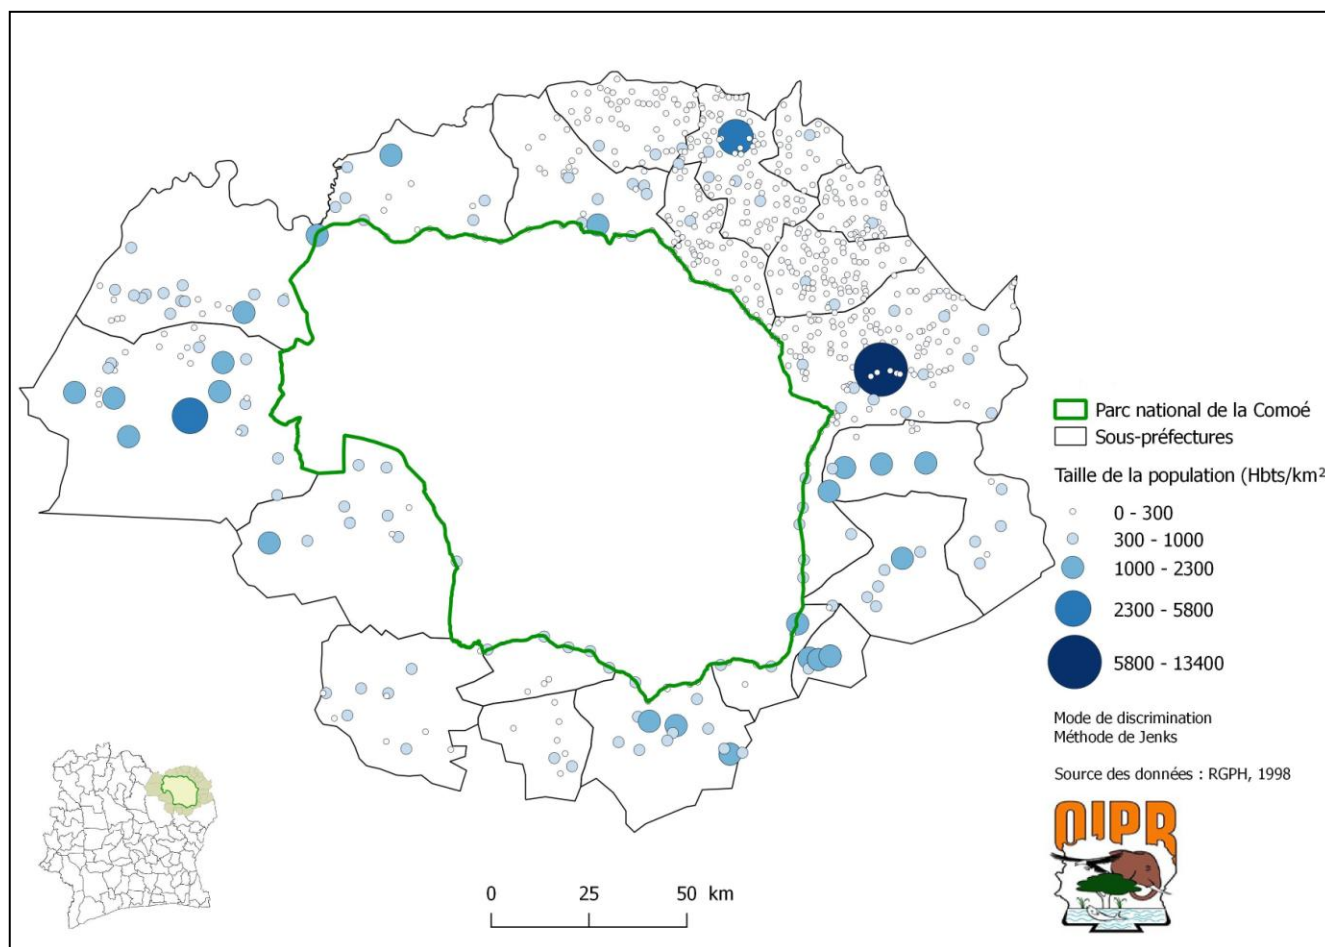 Parc national de la Comoé
Sous-préfectures
Taille de la population (Hbts/km²
0 - 300
300 - 1000
1000 - 2300
2300 - 5800
5800 - 13400
Mode de discrimination
Méthode de Jenks
Source des données : RGPH, 1998
OIPR
0 25 50 km